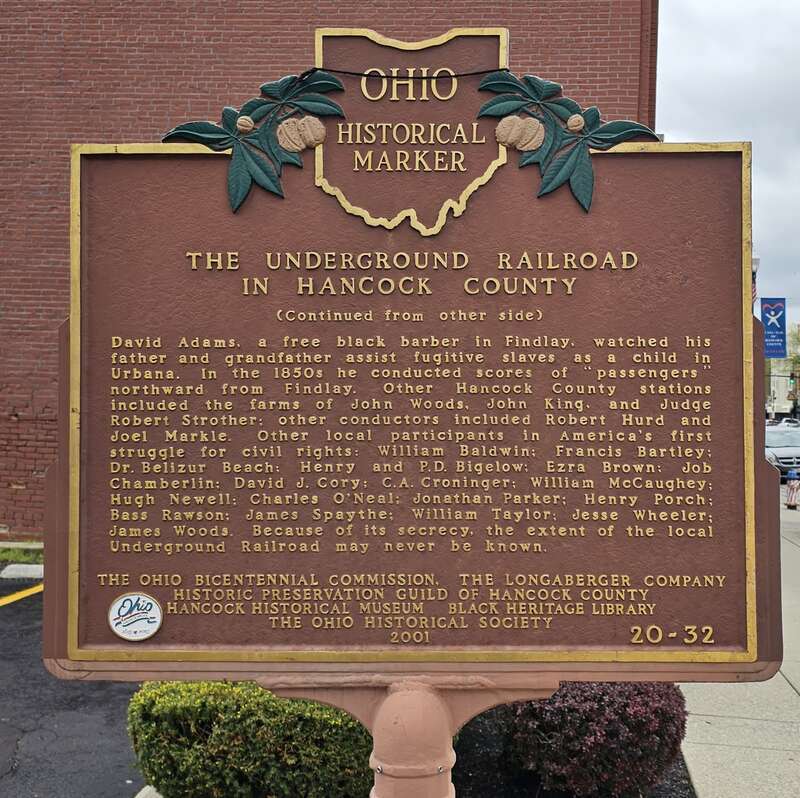 OHIO
HISTORICAL
MARKER
THE UNDERGROUND RAILROAD
IN HANCOCK COUNTY
(Continued from other side)
David Adams, a free black barber in Findlay, watched his
father and grandfather assist fugitive slaves as a child in
Urbana. In the 1850s he conducted scores of "passengers"
northward from Findlay. Other Hancock County stations
included the farms of John Woods, John King, and Judge
Robert Strother; other conductors included Robert Hurd and
Joel Markle. Other local participants in America's first
struggle for civil rights: William Baldwin; Francis Bartley;
Dr. Belizur Beach; Henry and P.D. Bigelow; Ezra Brown; Job
Chamberlin; David J. Cory; C.A. Croninger; William McCaughey;
Hugh Newell; Charles O'Neal; Jonathan Parker; Henry Porch;
Bass Rawson; James Spaythe; William Taylor; Jesse Wheeler;
James Woods. Because of its secrecy, the extent of the local
Underground Railroad may never be known.
THE OHIO BICENTENNIAL COMMISSION, THE LONGABERGER COMPANY
HISTORIC PRESERVATION GUILD OF HANCOCK COUNTY
HANCOCK HISTORICAL MUSEUM BLACK HERITAGE LIBRARY
THE OHIO HISTORICAL SOCIETY
2001
20-32
Ohio